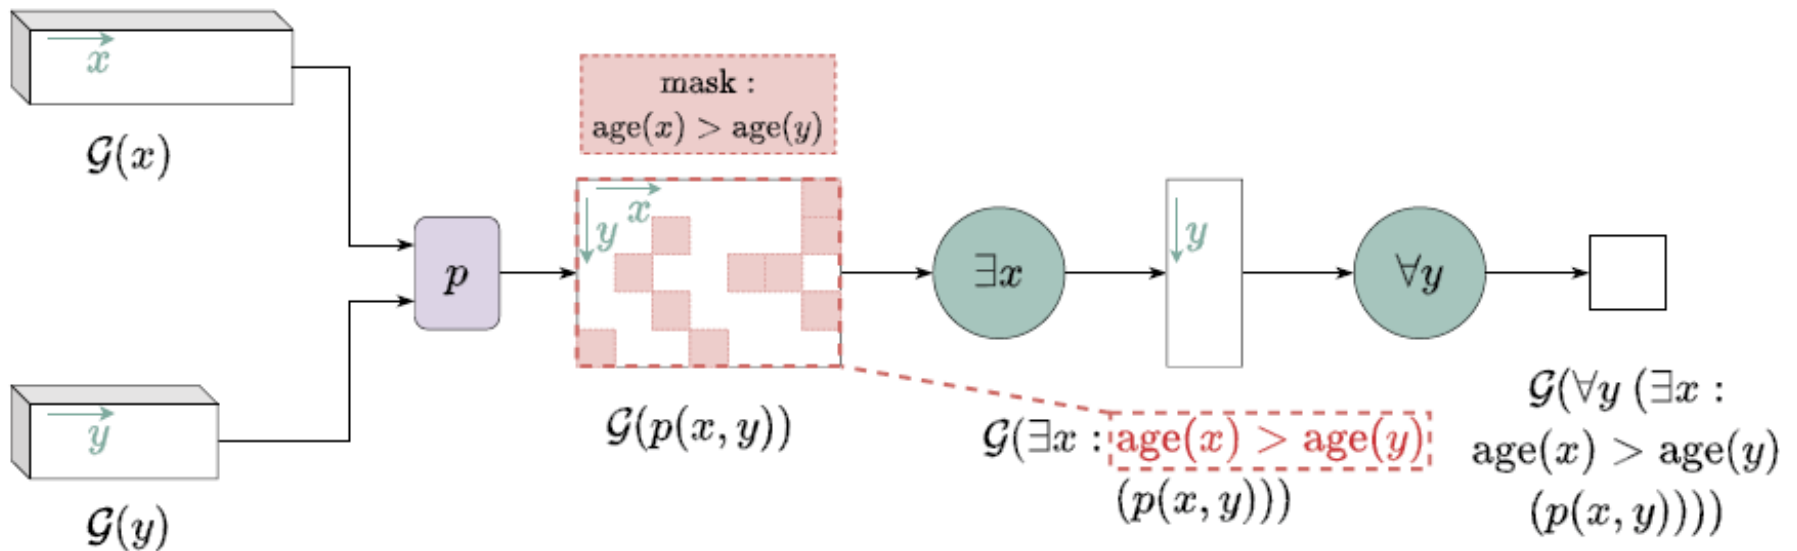 x
𝒢(x)
mask :
age(x) > age(y)
x
y
p
∃x
y
∀y
y
𝒢(y)
𝒢(p(x, y))
𝒢(∃x : age(x) > age(y)
(p(x, y)))
𝒢(∀y (∃x :
age(x) > age(y)
(p(x, y))))